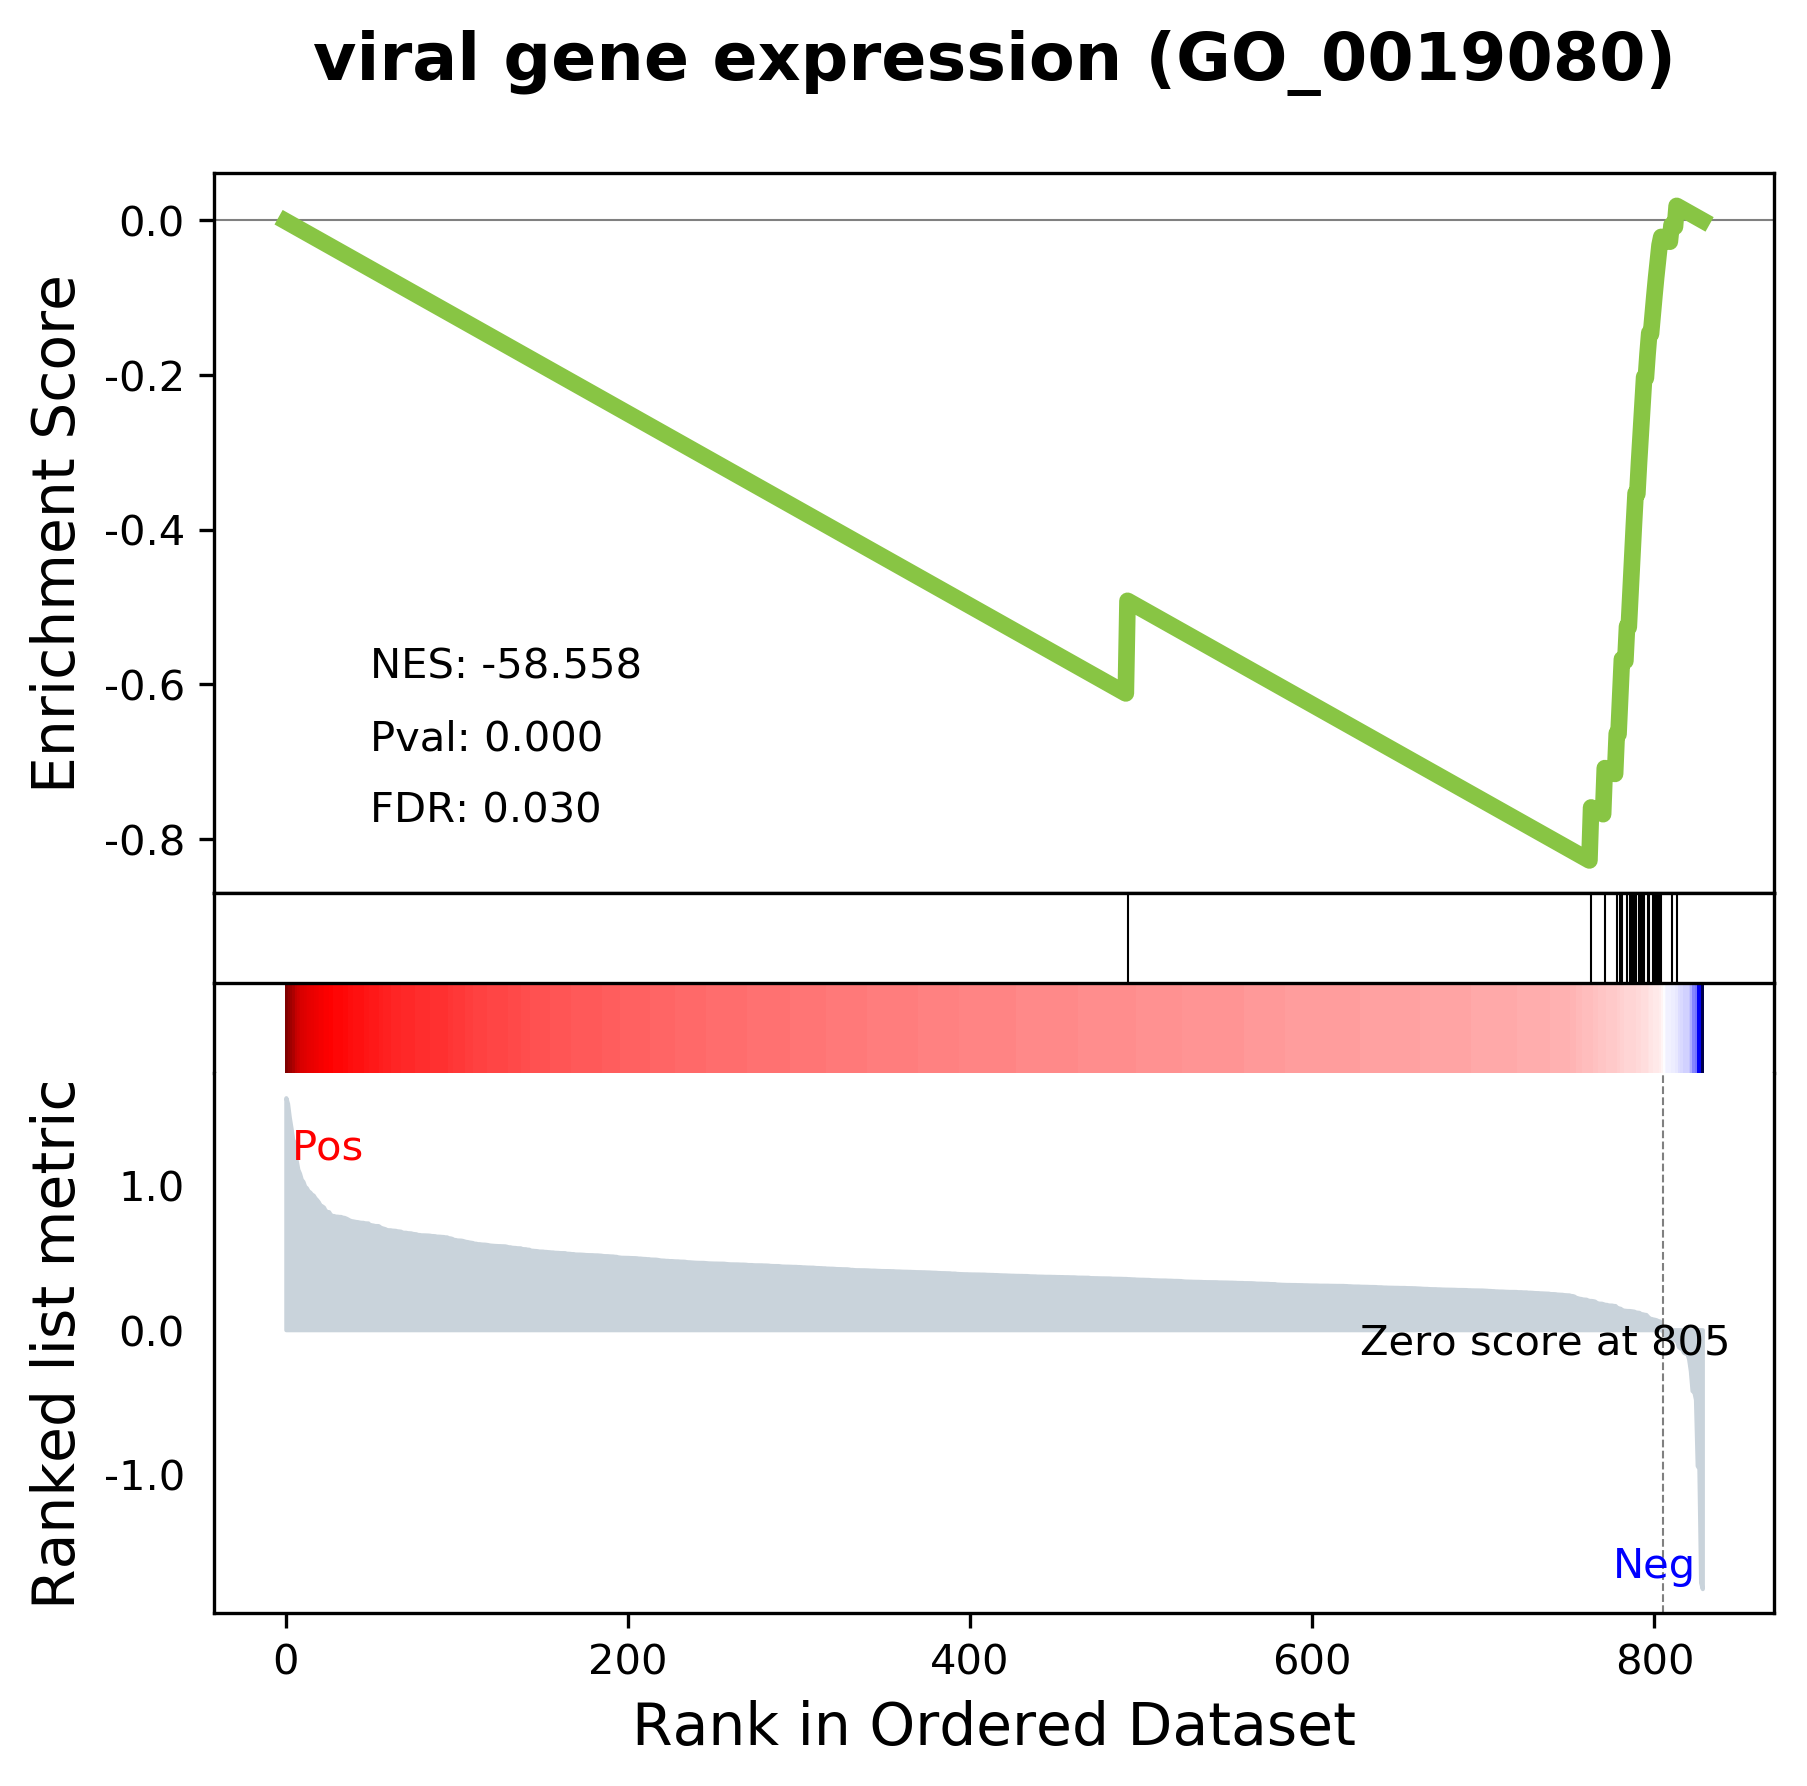 viral gene expression (GO_0019080)
Enrichment Score
0.0
-0.2
-0.4
-0.6
-0.8
NES: -58.558
Pval: 0.000
FDR: 0.030
Ranked list metric
1.0
0.0
-1.0
Pos
Zero score at 805
Neg
0 200 400 600 800
Rank in Ordered Dataset